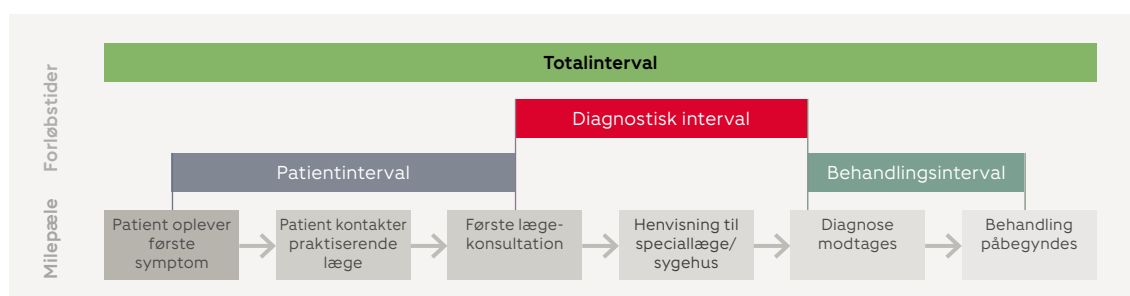 Forløbstider
Totalinterval
Diagnostisk interval
Patientinterval
Behandlingsinterval
Milepæle
Patient oplever
første
symptom
Patient kontakter
praktiserende
læge
Første læge-
konsultation
Henvisning til
speciallæge/
sygehus
Diagnose
modtages
Behandling
påbegyndes